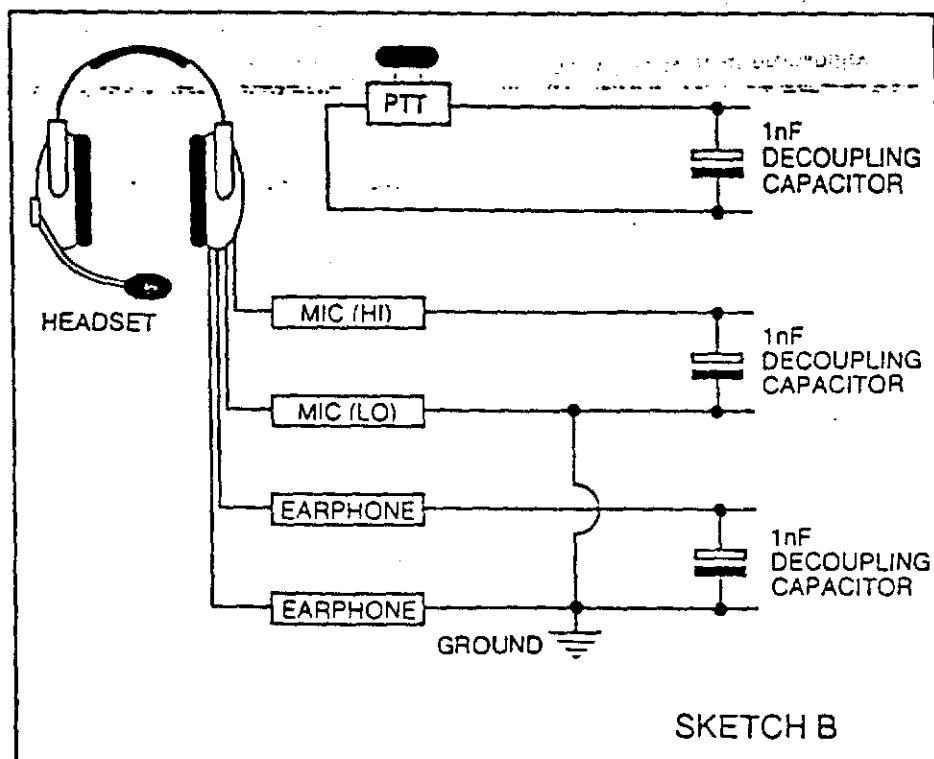 PTT
1nF
DECOUPLING
CAPACITOR
HEADSET
MIC (HI)
1nF
DECOUPLING
CAPACITOR
MIC (LO)
EARPHONE
1nF
DECOUPLING
CAPACITOR
EARPHONE
GROUND
SKETCH B